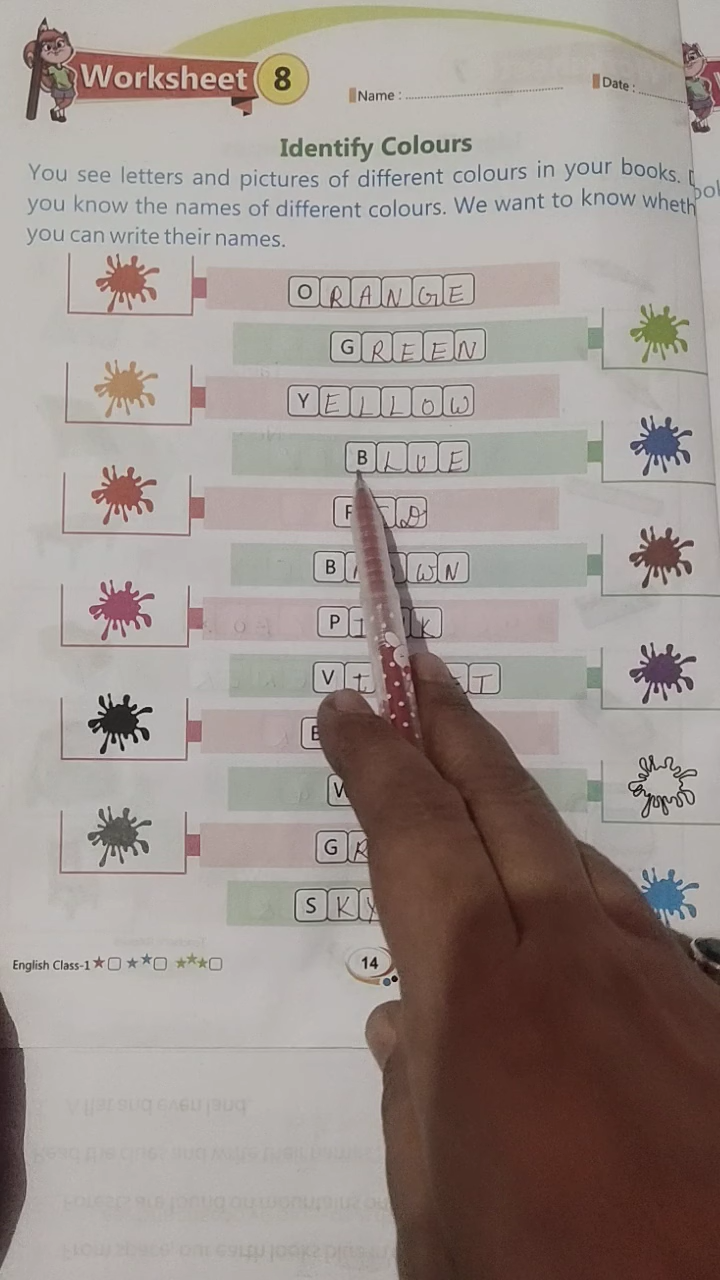 Worksheet 8
Name : Date :
Identify Colours
You see letters and pictures of different colours in your books.
you know the names of different colours. We want to know wheth
you can write their names.
ORANGE
GREEN
YELLOW
BLUE
B WN
P K
V T
GR
SKY
English Class-1
14